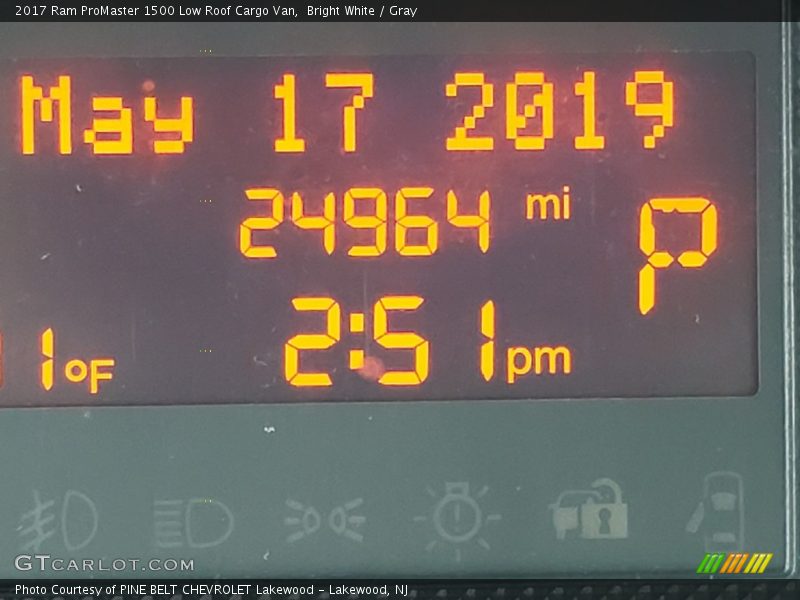 2017 Ram ProMaster 1500 Low Roof Cargo Van,  Bright White / Gray
May 17 2019
24964 mi
P
1°F 2:51 pm
GTCARLOT.COM
Photo Courtesy of PINE BELT CHEVROLET Lakewood - Lakewood, NJ